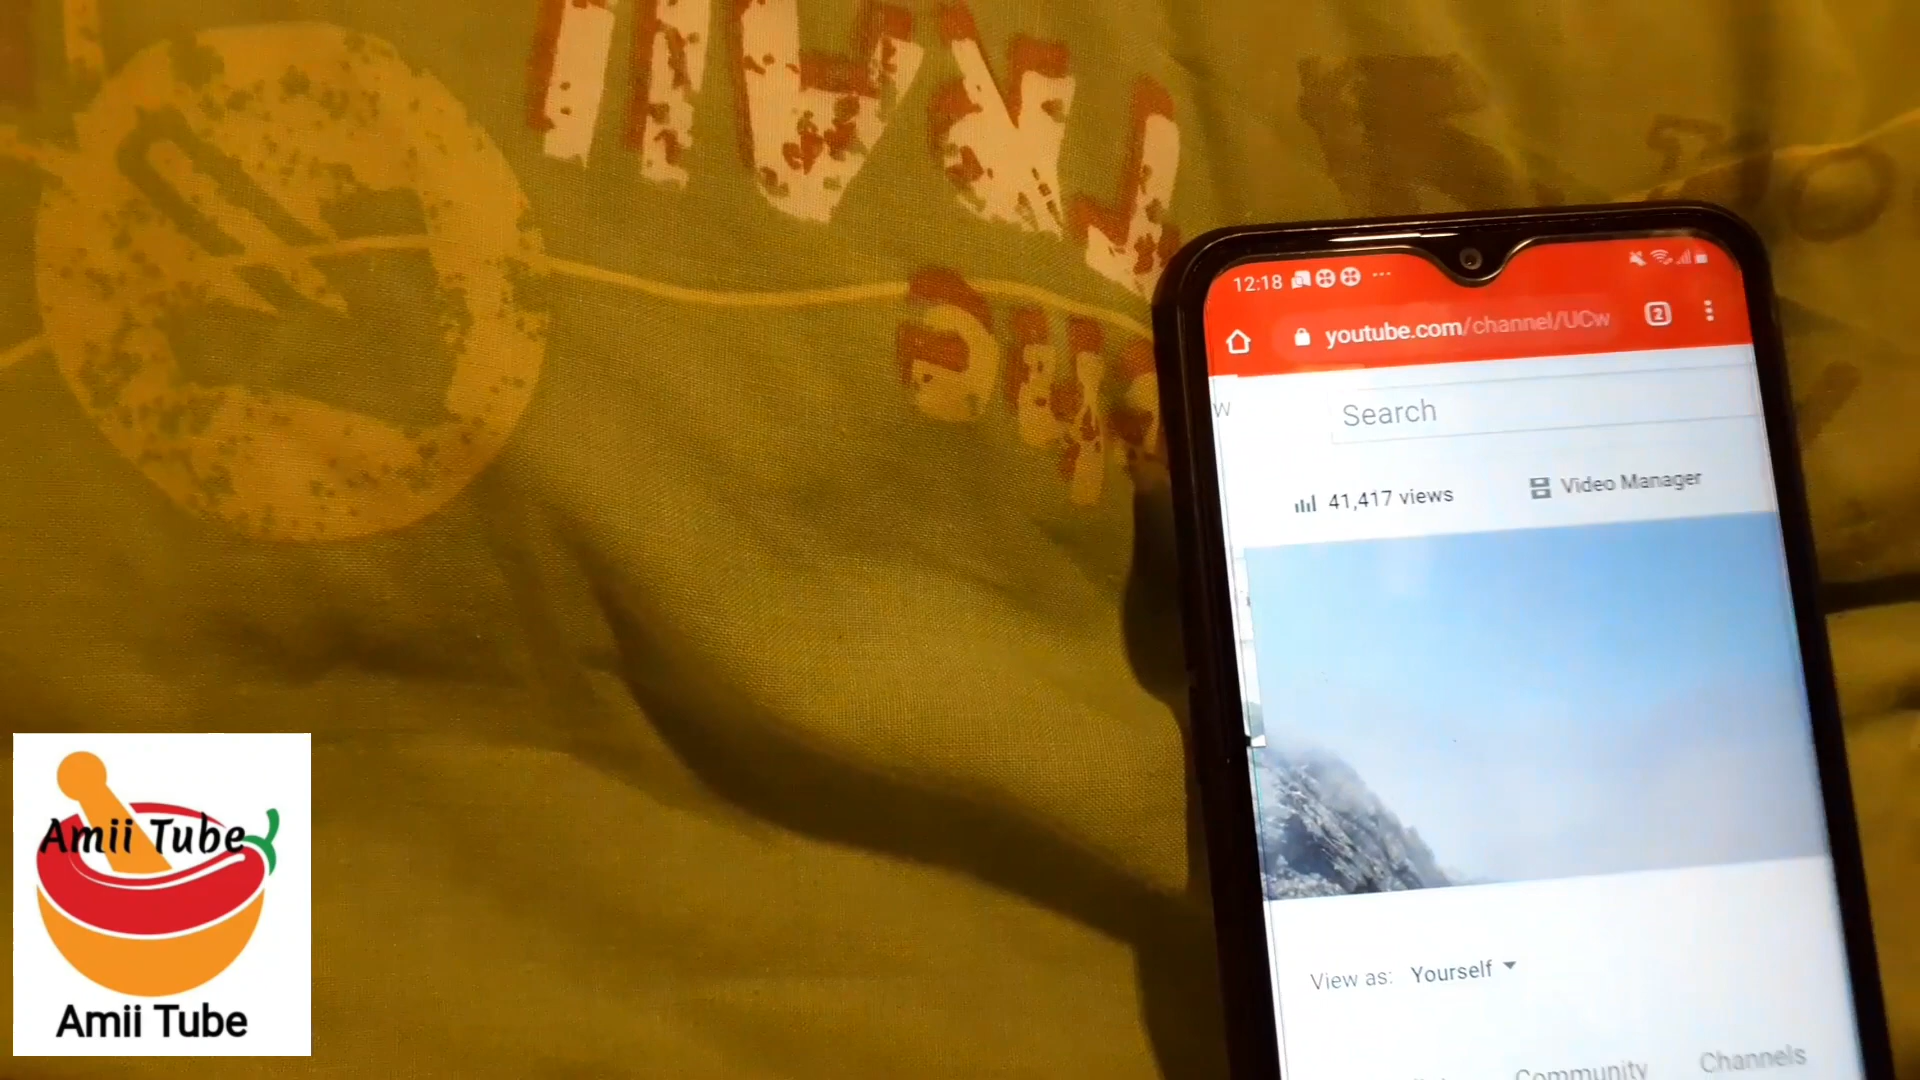 12:18
2
youtube.com/channel/UCw
W
Search
41,417 views
Video Manager
View as: Yourself
Community
Channels
Amii Tube
Amii Tube